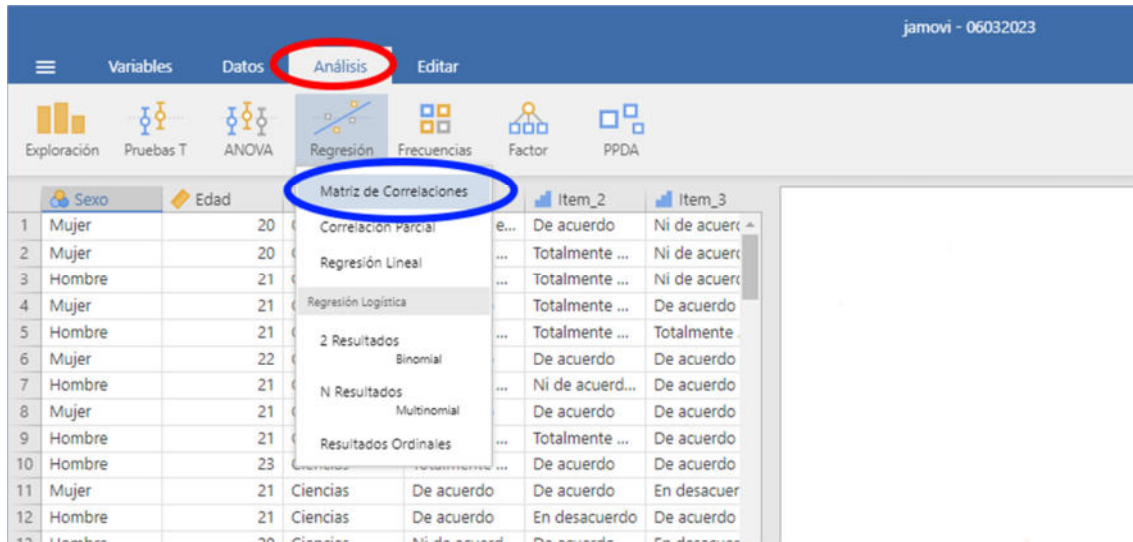 jamovi - 06032023
Variables Datos Análisis Editar
Exploración Pruebas T ANOVA Regresión Frecuencias Factor PPDA
Matriz de Correlaciones
Correlación Parcial
Regresión Lineal
Regresión Logística
2 Resultados
Binomial
N Resultados
Multinomial
Resultados Ordinales
Sexo Edad Item_2 Item_3
1 Mujer 20 e... De acuerdo Ni de acuerd
2 Mujer 20 ... Totalmente ... Ni de acuerd
3 Hombre 21 ... Totalmente ... Ni de acuerd
4 Mujer 21 Totalmente ... De acuerdo
5 Hombre 21 ... Totalmente ... Totalmente
6 Mujer 22 De acuerdo De acuerdo
7 Hombre 21 ... Ni de acuerd... De acuerdo
8 Mujer 21 De acuerdo De acuerdo
9 Hombre 21 ... Totalmente ... De acuerdo
10 Hombre 23 Ciencias Totalmente ... De acuerdo De acuerdo
11 Mujer 21 Ciencias De acuerdo De acuerdo En desacuer
12 Hombre 21 Ciencias De acuerdo En desacuerdo De acuerdo